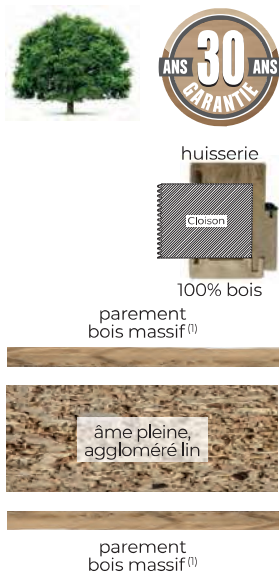 ANS 30 ANS
GARANTIE
huisserie
Cloison
100% bois
parement
bois massif (1)
âme pleine,
aggloméré lin
parement
bois massif (1)